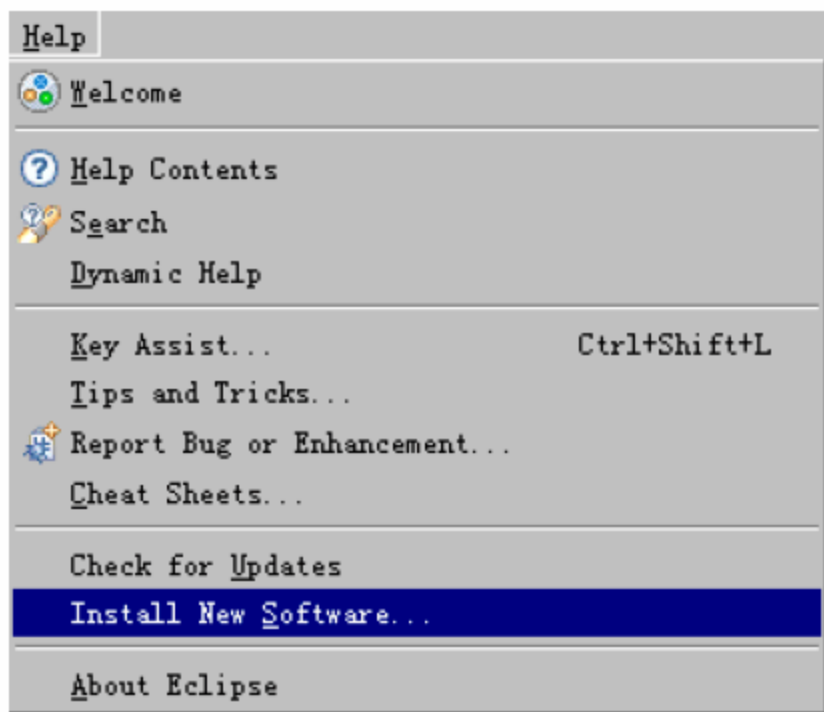 Help
Welcome
Help Contents
Search
Dynamic Help
Key Assist... Ctrl+Shift+L
Tips and Tricks...
Report Bug or Enhancement...
Cheat Sheets...
Check for Updates
Install New Software...
About Eclipse